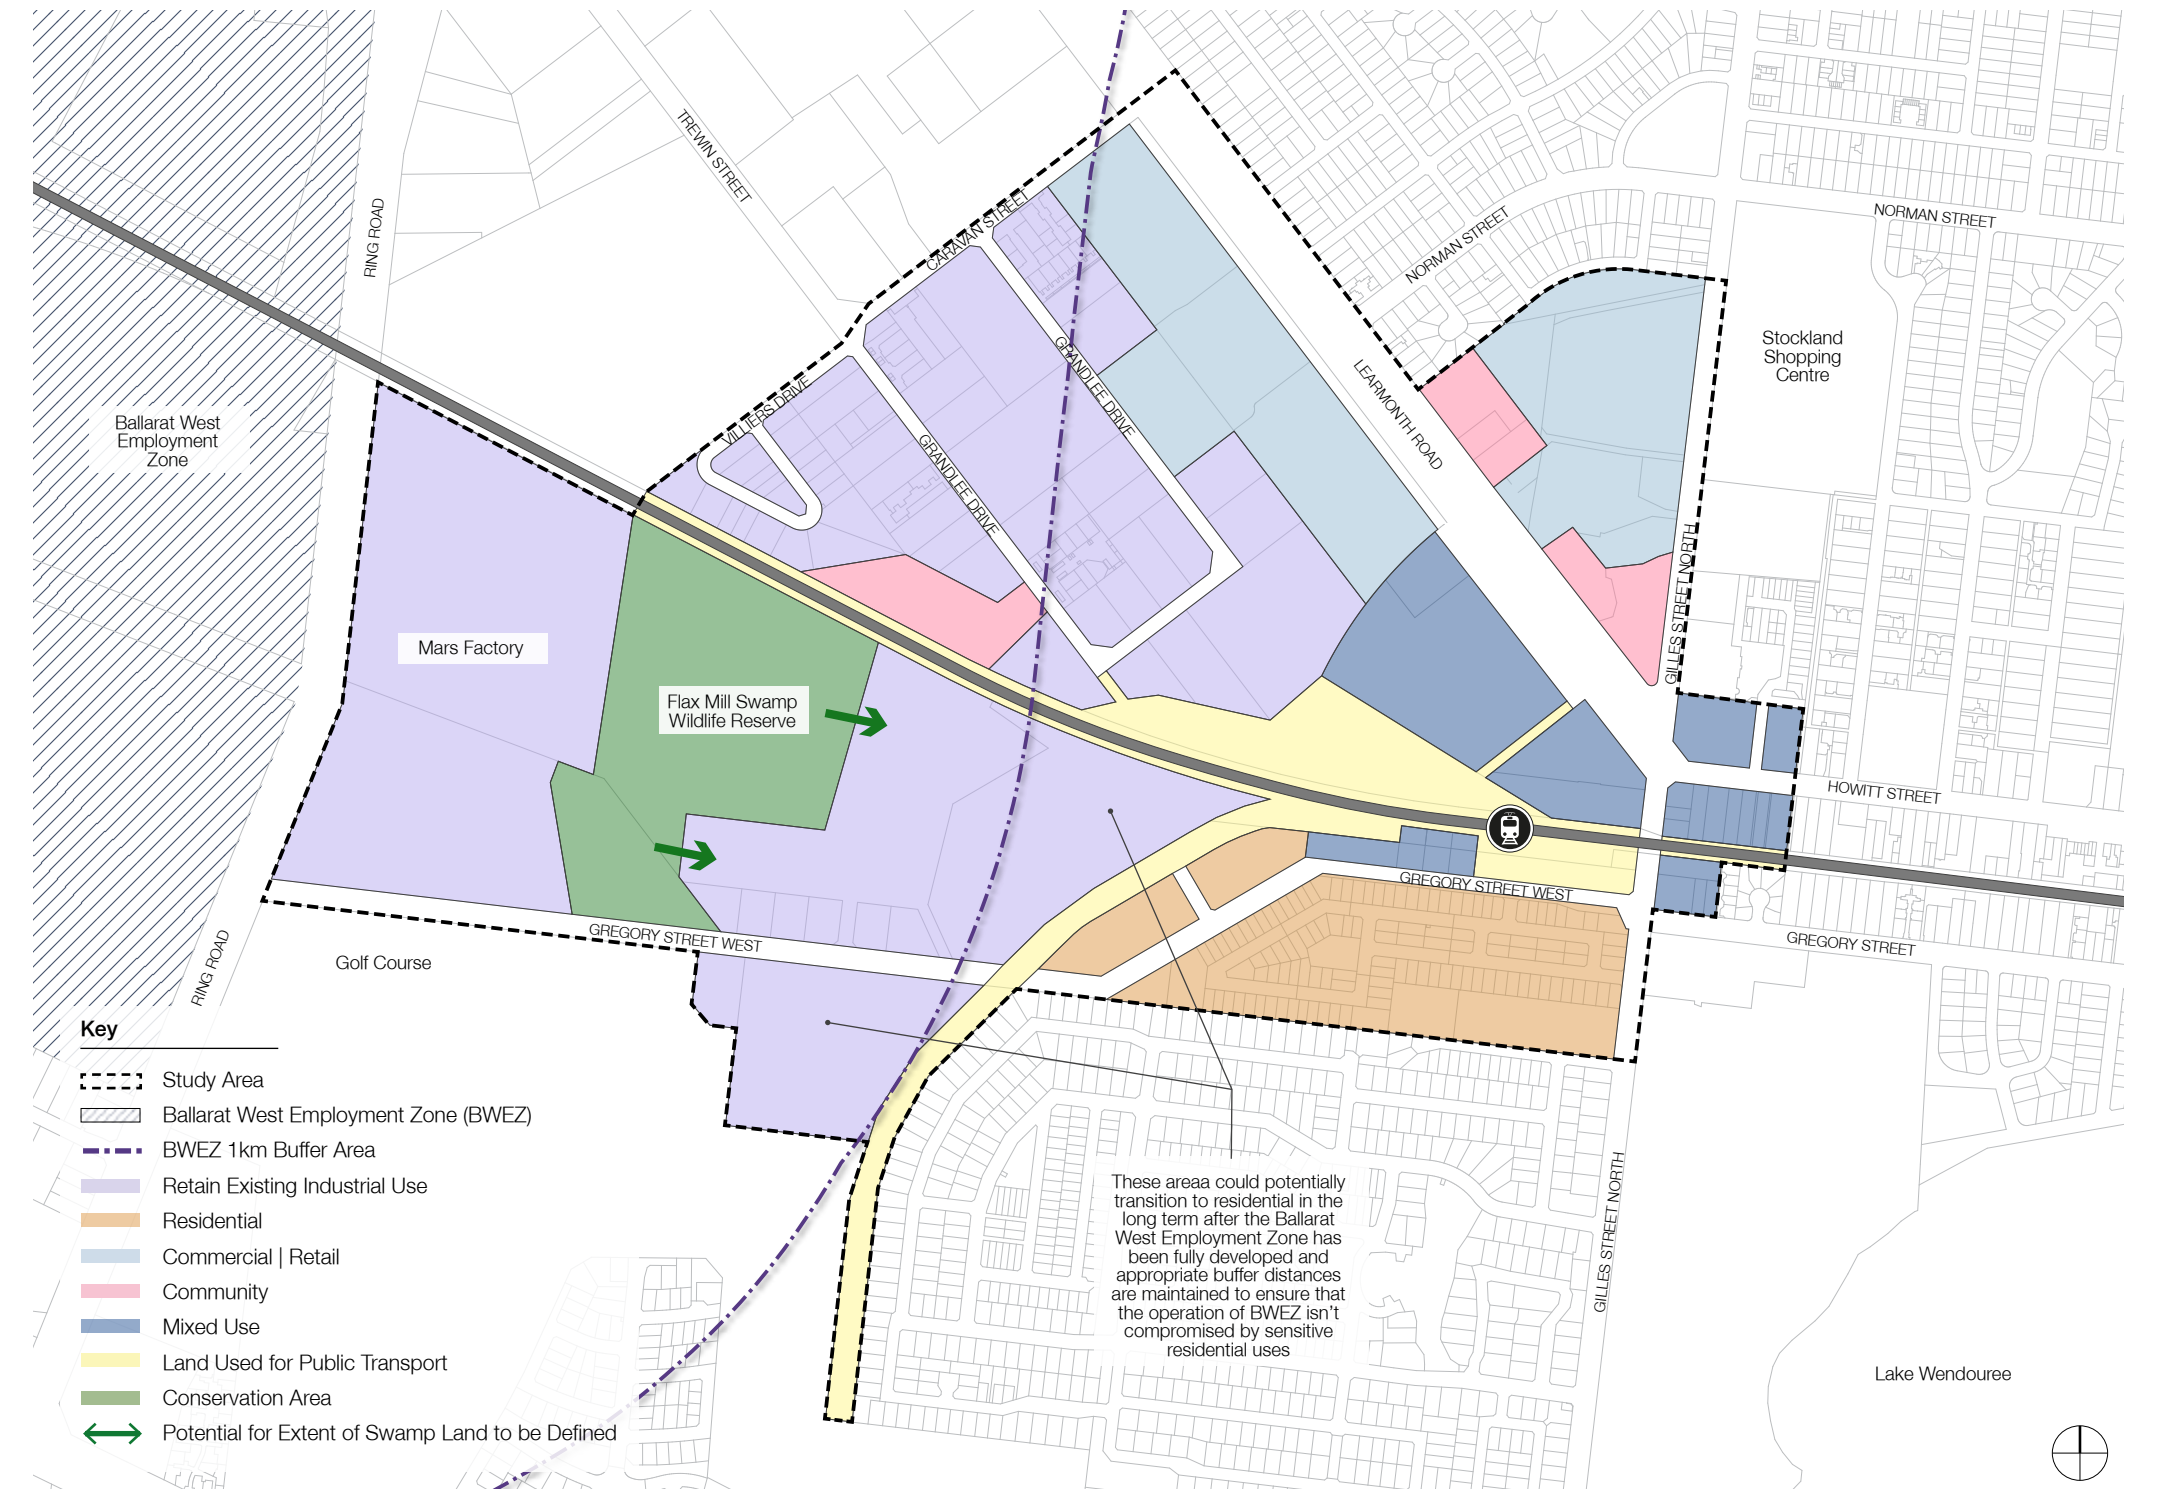 TREWIN STREET
RING ROAD
CARAVAN STREET
NORMAN STREET
NORMAN STREET
Stockland
Shopping
Centre
GRANDLEE DRIVE
LEARMONTH ROAD
VILLIERS DRIVE
GRANDLEE DRIVE
Ballarat West
Employment
Zone
GILLES STREET NORTH
Mars Factory
Flax Mill Swamp
Wildlife Reserve
HOWITT STREET
GREGORY STREET WEST
GREGORY STREET WEST
GREGORY STREET
Golf Course
RING ROAD
Key
Study Area
Ballarat West Employment Zone (BWEZ)
BWEZ 1km Buffer Area
Retain Existing Industrial Use
Residential
Commercial | Retail
Community
Mixed Use
Land Used for Public Transport
Conservation Area
Potential for Extent of Swamp Land to be Defined
These areaa could potentially
transition to residential in the
long term after the Ballarat
West Employment Zone has
been fully developed and
appropriate buffer distances
are maintained to ensure that
the operation of BWEZ isn't
compromised by sensitive
residential uses
GILLES STREET NORTH
Lake Wendouree